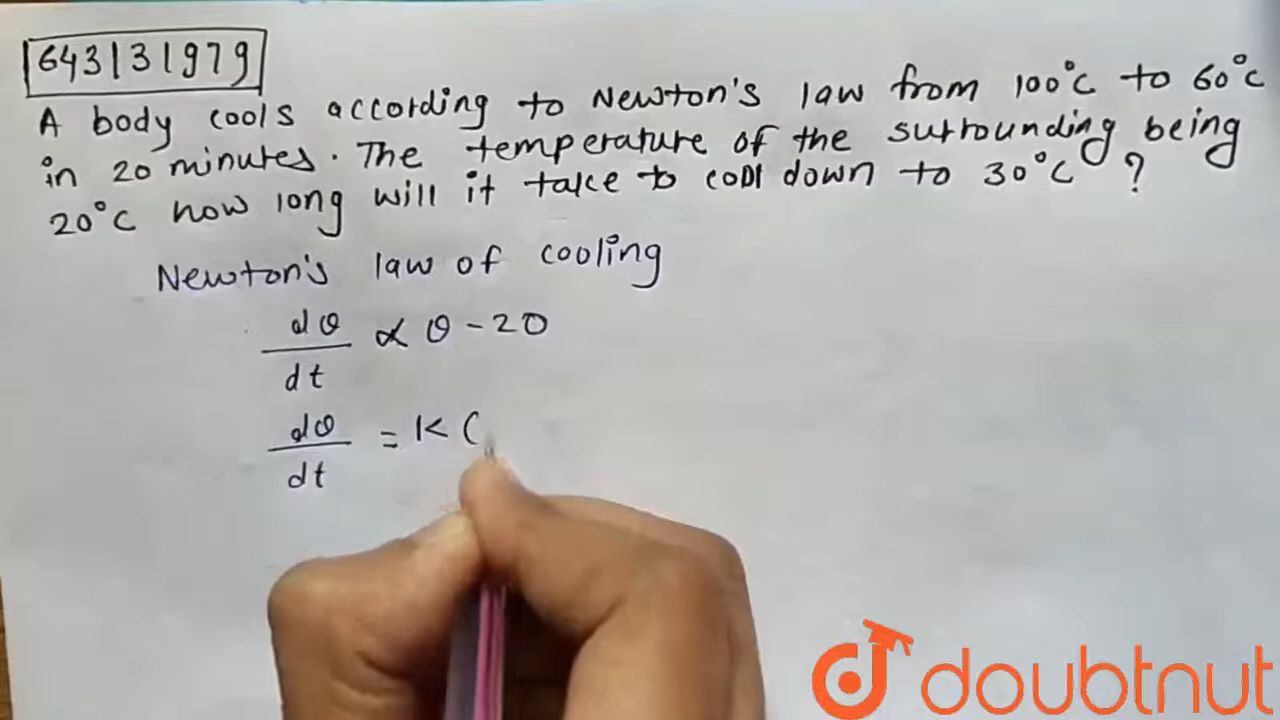 643131979
A body cools according to Newton's law from 100°C to 60°C
in 20 minutes. The temperature of the surrounding being
20°C how long will it take to cool down to 30°C ?
Newton's law of cooling
dθ/dt ∝ θ - 20
dθ/dt = K (
doubtnut